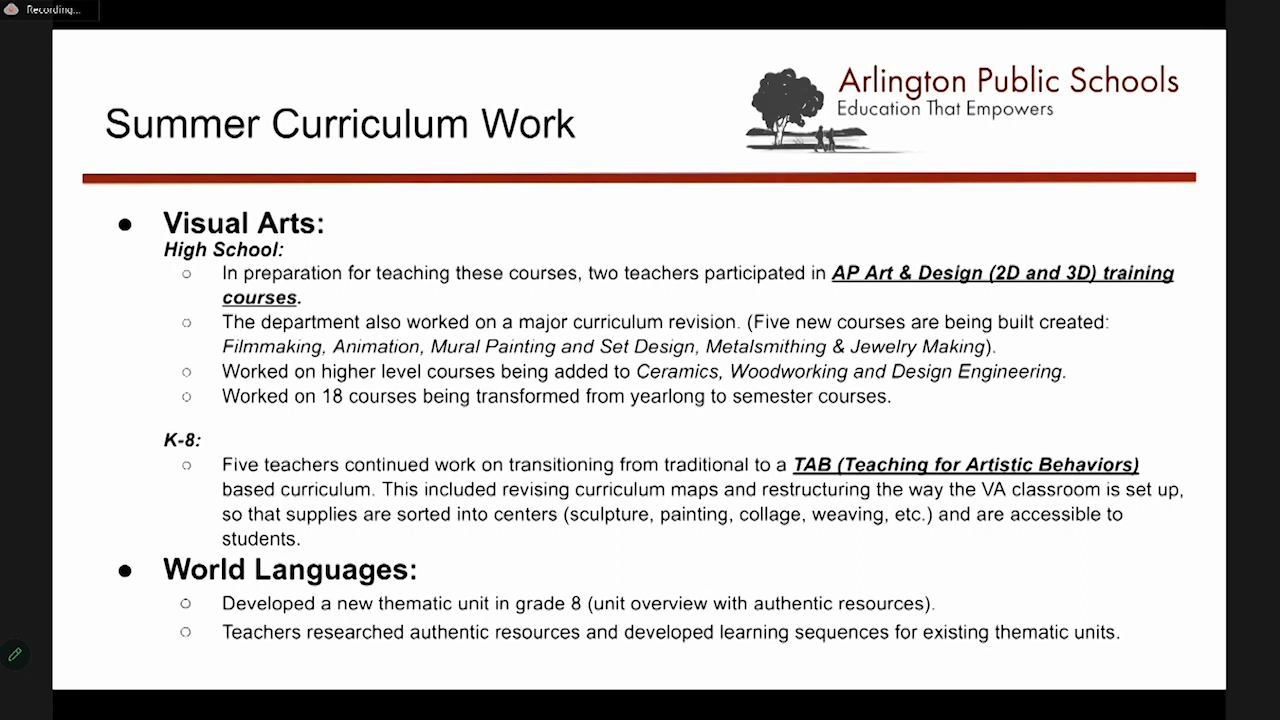 Recording...
Arlington Public Schools
Education That Empowers
Summer Curriculum Work
● Visual Arts:
High School:
○ In preparation for teaching these courses, two teachers participated in AP Art & Design (2D and 3D) training
courses.
○ The department also worked on a major curriculum revision. (Five new courses are being built created:
Filmmaking, Animation, Mural Painting and Set Design, Metalsmithing & Jewelry Making).
○ Worked on higher level courses being added to Ceramics, Woodworking and Design Engineering.
○ Worked on 18 courses being transformed from yearlong to semester courses.
K-8:
○ Five teachers continued work on transitioning from traditional to a TAB (Teaching for Artistic Behaviors)
based curriculum. This included revising curriculum maps and restructuring the way the VA classroom is set up,
so that supplies are sorted into centers (sculpture, painting, collage, weaving, etc.) and are accessible to
students.
● World Languages:
○ Developed a new thematic unit in grade 8 (unit overview with authentic resources).
○ Teachers researched authentic resources and developed learning sequences for existing thematic units.